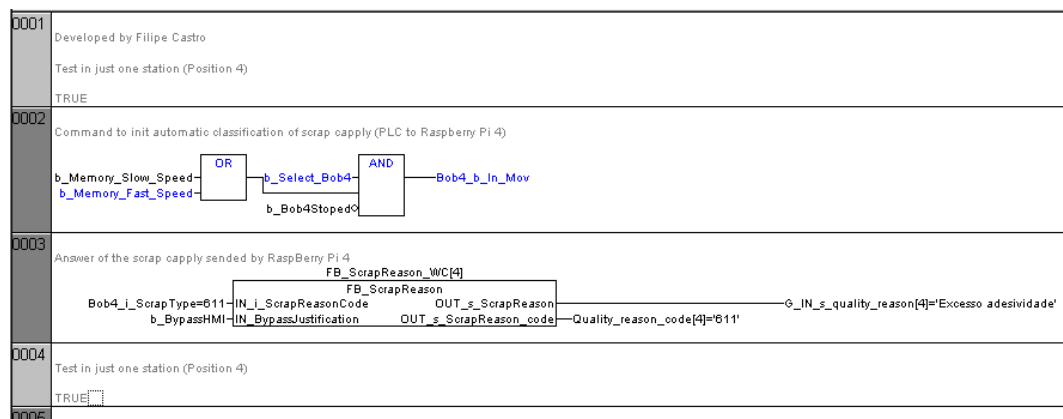 0001
Developed by Filipe Castro
Test in just one station (Position 4)
TRUE
0002
Command to init automatic classification of scrap capply (PLC to Raspberry Pi 4)
OR
AND
b_Memory_Slow_Speed
b_Select_Bob4
Bob4_b_In_Mov
b_Memory_Fast_Speed
b_Bob4Stoped
0003
Answer of the scrap capply sended by RaspBerry Pi 4
FB_ScrapReason_WC[4]
FB_ScrapReason
Bob4_i_ScrapType=611 IN_i_ScrapReasonCode OUT_s_ScrapReason G_IN_s_quality_reason[4]='Excesso adesividade'
b_BypassHMI IN_BypassJustification OUT_s_ScrapReason_code Quality_reason_code[4]='611'
0004
Test in just one station (Position 4)
TRUE
0005